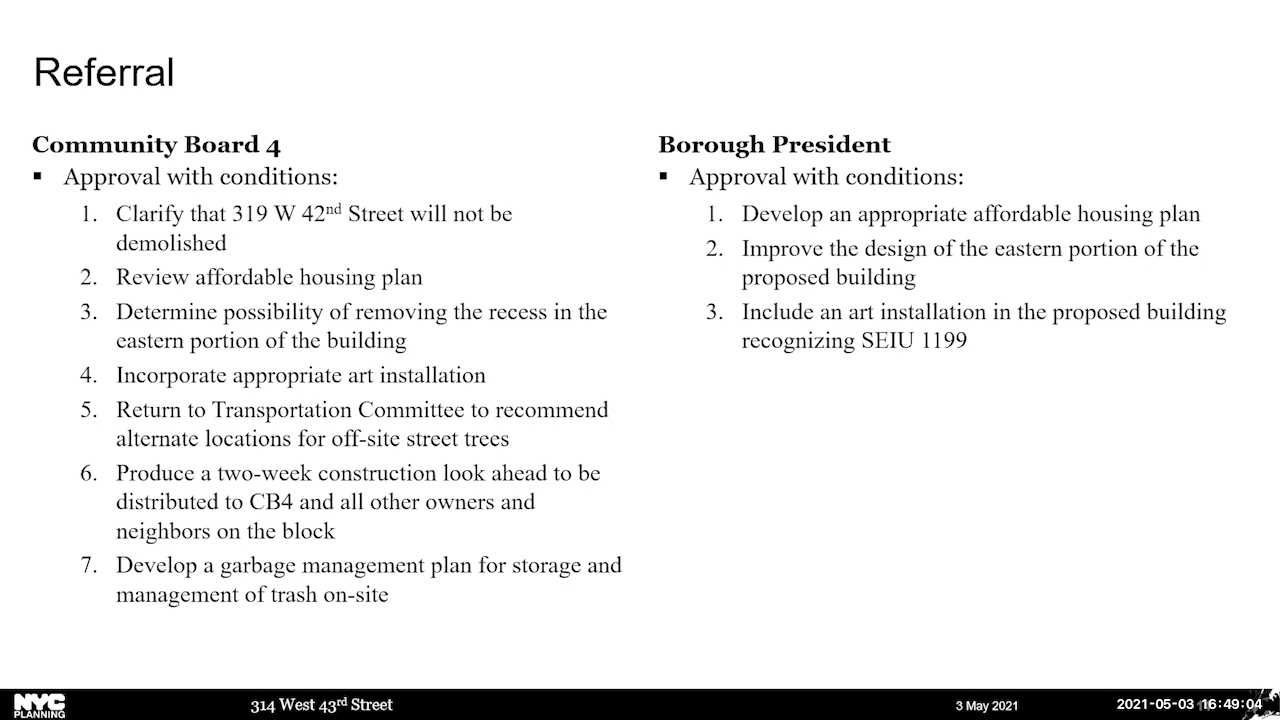 Referral
Community Board 4
▪ Approval with conditions:
1. Clarify that 319 W 42nd Street will not be
demolished
2. Review affordable housing plan
3. Determine possibility of removing the recess in the
eastern portion of the building
4. Incorporate appropriate art installation
5. Return to Transportation Committee to recommend
alternate locations for off-site street trees
6. Produce a two-week construction look ahead to be
distributed to CB4 and all other owners and
neighbors on the block
7. Develop a garbage management plan for storage and
management of trash on-site
Borough President
▪ Approval with conditions:
1. Develop an appropriate affordable housing plan
2. Improve the design of the eastern portion of the
proposed building
3. Include an art installation in the proposed building
recognizing SEIU 1199
NYC
PLANNING
314 West 43rd Street
3 May 2021
2021-05-03 16:49:04